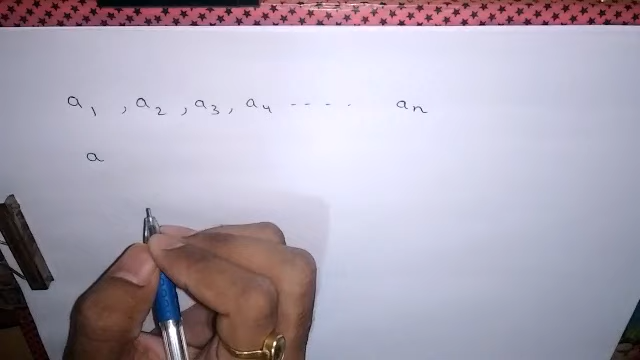 a₁ , a₂ , a₃ , a₄ ---- aₙ
a